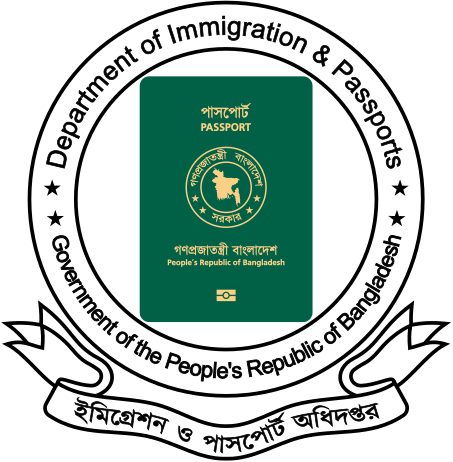 Department of Immigration & Passports
পাসপোর্ট
PASSPORT
গণপ্রজাতন্ত্রী বাংলাদেশ
সরকার
গণপ্রজাতন্ত্রী বাংলাদেশ
People's Republic of Bangladesh
Government of the People's Republic of Bangladesh
ইমিগ্রেশন ও পাসপোর্ট অধিদপ্তর